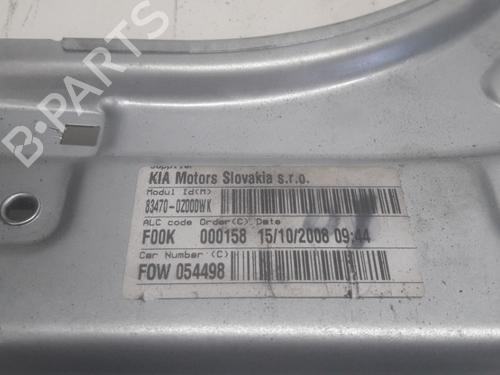 B-PARTS
Supplier
KIA Motors Slovakia s.r.o.
Modul Id(M)
83470-0Z000WK
ALC code Order(C) Date
F00K 000158 15/10/2008 09:44
Car Number (C)
FOW 054498